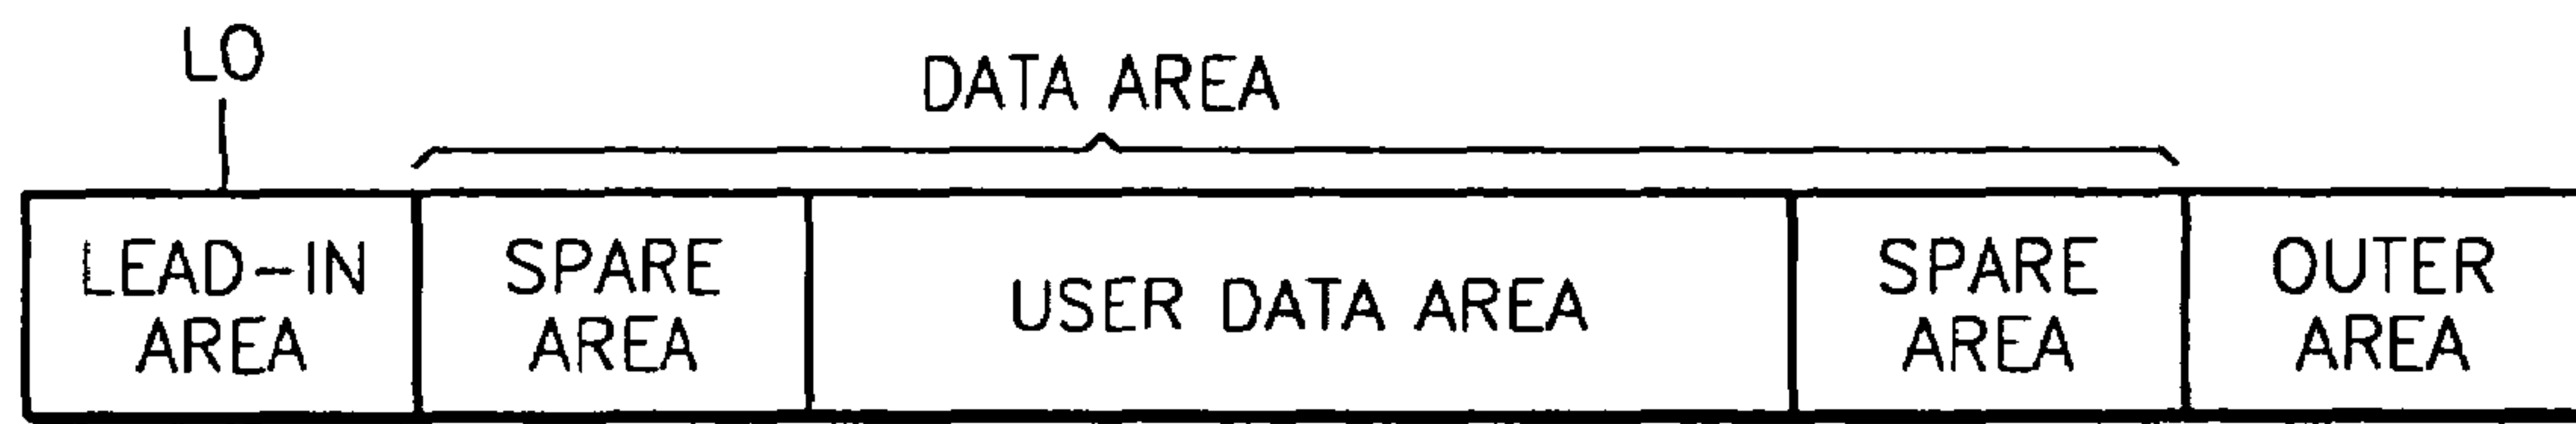 LO
DATA AREA
LEAD-IN
AREA
SPARE
AREA
USER DATA AREA
SPARE
AREA
OUTER
AREA